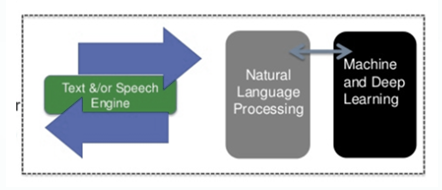 Text &/or Speech
Engine
Natural
Language
Processing
Machine
and Deep
Learning
r